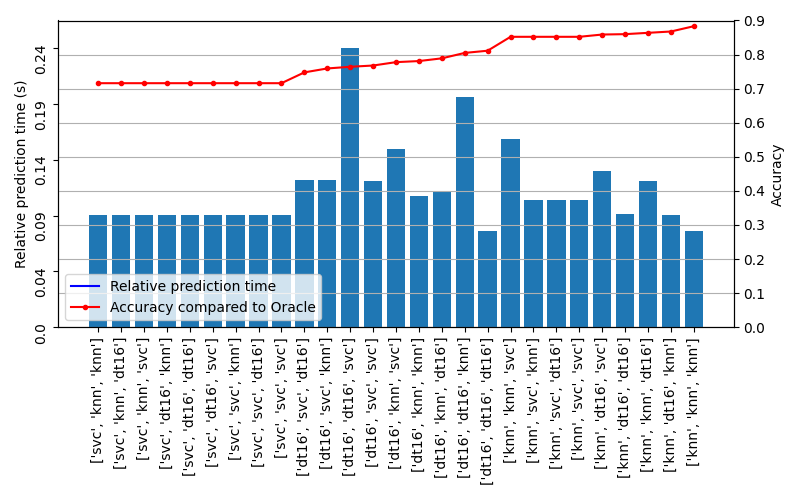 Relative prediction time (s)
0.24
0.19
0.14
0.09
0.04
0.0
0.9
0.8
0.7
0.6
0.5
0.4
0.3
0.2
0.1
0.0
Accuracy
Relative prediction time
Accuracy compared to Oracle
['svc', 'knn', 'knn']
['svc', 'knn', 'dt16']
['svc', 'knn', 'svc']
['svc', 'dt16', 'knn']
['svc', 'dt16', 'dt16']
['svc', 'dt16', 'svc']
['svc', 'svc', 'knn']
['svc', 'svc', 'dt16']
['svc', 'svc', 'svc']
['dt16', 'svc', 'dt16']
['dt16', 'svc', 'knn']
['dt16', 'dt16', 'svc']
['dt16', 'svc', 'svc']
['dt16', 'knn', 'svc']
['dt16', 'knn', 'knn']
['dt16', 'knn', 'dt16']
['dt16', 'dt16', 'knn']
['dt16', 'dt16', 'dt16']
['knn', 'knn', 'svc']
['knn', 'svc', 'knn']
['knn', 'svc', 'dt16']
['knn', 'svc', 'svc']
['knn', 'dt16', 'svc']
['knn', 'dt16', 'dt16']
['knn', 'knn', 'dt16']
['knn', 'dt16', 'knn']
['knn', 'knn', 'knn']